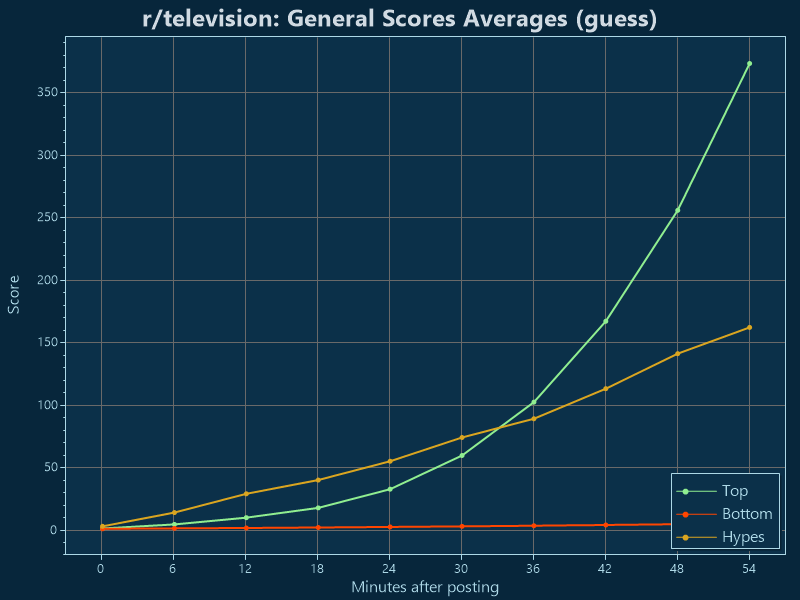 r/television: General Scores Averages (guess)
Score
350
300
250
200
150
100
50
0
Top
Bottom
Hypes
0 6 12 18 24 30 36 42 48 54
Minutes after posting